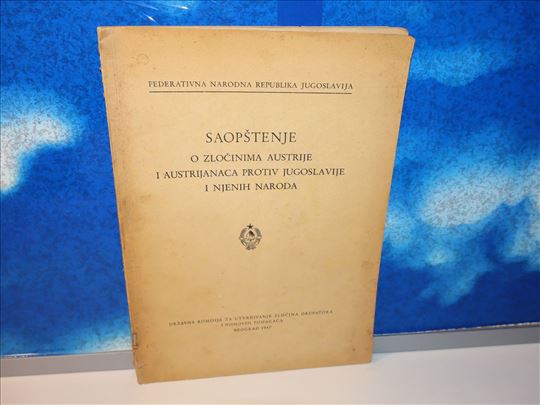 FEDERATIVNA NARODNA REPUBLIKA JUGOSLAVIJA
SAOPŠTENJE
O ZLOČINIMA AUSTRIJE
I AUSTRIJANACA PROTIV JUGOSLAVIJE
I NJENIH NARODA
DRŽAVNA KOMISIJA ZA UTVRĐIVANJE ZLOČINA OKUPATORA
I NJIHOVIH POMAGAČA
BEOGRAD 1947